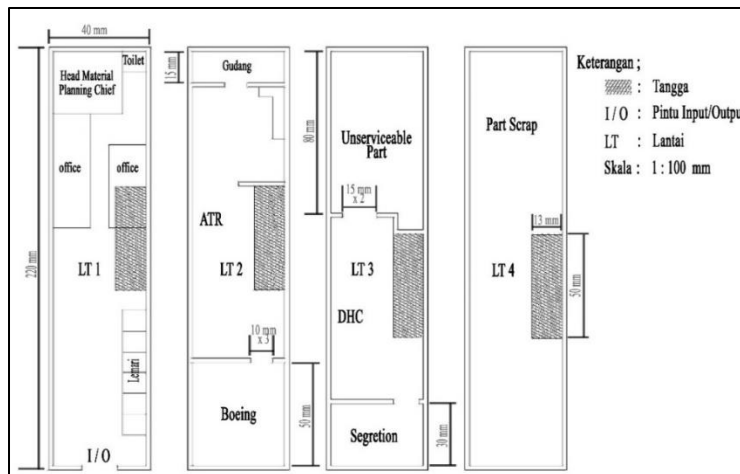 40 mm
Toilet
Head Material
Planning Chief
office
office
220 mm
LT 1
Lemari
I/O
15 mm
Gudang
ATR
LT 2
10 mm
x 3
Boeing
50 mm
80 mm
Unserviceable
Part
15 mm
x 2
LT 3
DHC
Segretion
30 mm
Part Scrap
13 mm
LT 4
50 mm
Keterangan ;
: Tangga
I / O : Pintu Input/Output
LT : Lantai
Skala : 1 : 100 mm